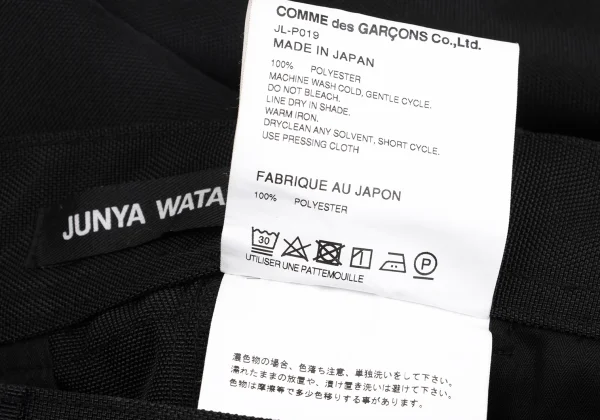 COMME des GARÇONS Co.,Ltd.
JL-P019
MADE IN JAPAN
100% POLYESTER
MACHINE WASH COLD, GENTLE CYCLE.
DO NOT BLEACH.
LINE DRY IN SHADE.
WARM IRON.
DRYCLEAN ANY SOLVENT, SHORT CYCLE.
USE PRESSING CLOTH
FABRIQUE AU JAPON
100% POLYESTER
30 P
UTILISER UNE PATTEMOUILLE
JUNYA WATA
濃色物の場合、色落ち注意、単独洗いをして下さい。
濡れたままの放置や、漬け置き洗いは避けて下さい。
色物は摩擦等で多少色移りする事があります。